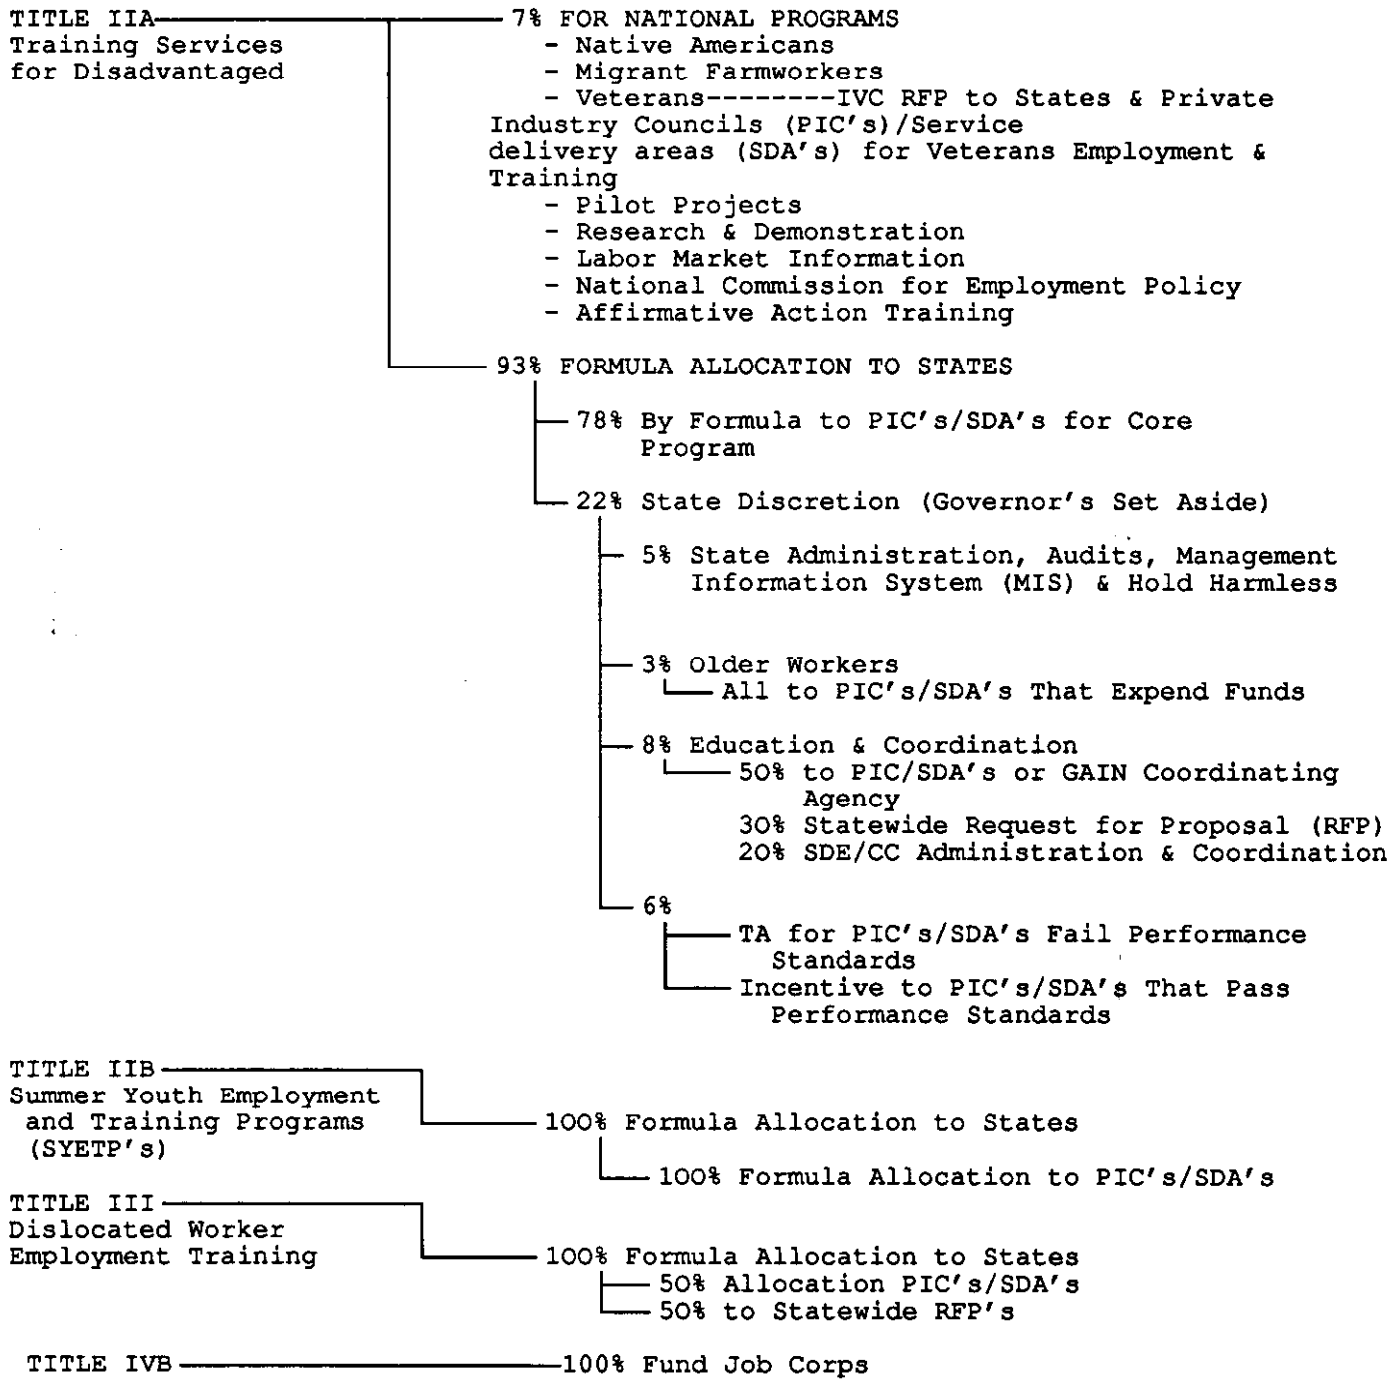 TITLE IIA 7% FOR NATIONAL PROGRAMS
Training Services - Native Americans
for Disadvantaged - Migrant Farmworkers
- Veterans--------IVC RFP to States & Private
Industry Councils (PIC's)/Service
delivery areas (SDA's) for Veterans Employment &
Training
- Pilot Projects
- Research & Demonstration
- Labor Market Information
- National Commission for Employment Policy
- Affirmative Action Training
93% FORMULA ALLOCATION TO STATES
78% By Formula to PIC's/SDA's for Core
Program
22% State Discretion (Governor's Set Aside)
5% State Administration, Audits, Management
Information System (MIS) & Hold Harmless
3% Older Workers
All to PIC's/SDA's That Expend Funds
8% Education & Coordination
50% to PIC/SDA's or GAIN Coordinating
Agency
30% Statewide Request for Proposal (RFP)
20% SDE/CC Administration & Coordination
6%
TA for PIC's/SDA's Fail Performance
Standards
Incentive to PIC's/SDA's That Pass
Performance Standards
TITLE IIB
Summer Youth Employment
and Training Programs 100% Formula Allocation to States
(SYETP's)
100% Formula Allocation to PIC's/SDA's
TITLE III
Dislocated Worker
Employment Training 100% Formula Allocation to States
50% Allocation PIC's/SDA's
50% to Statewide RFP's
TITLE IVB 100% Fund Job Corps